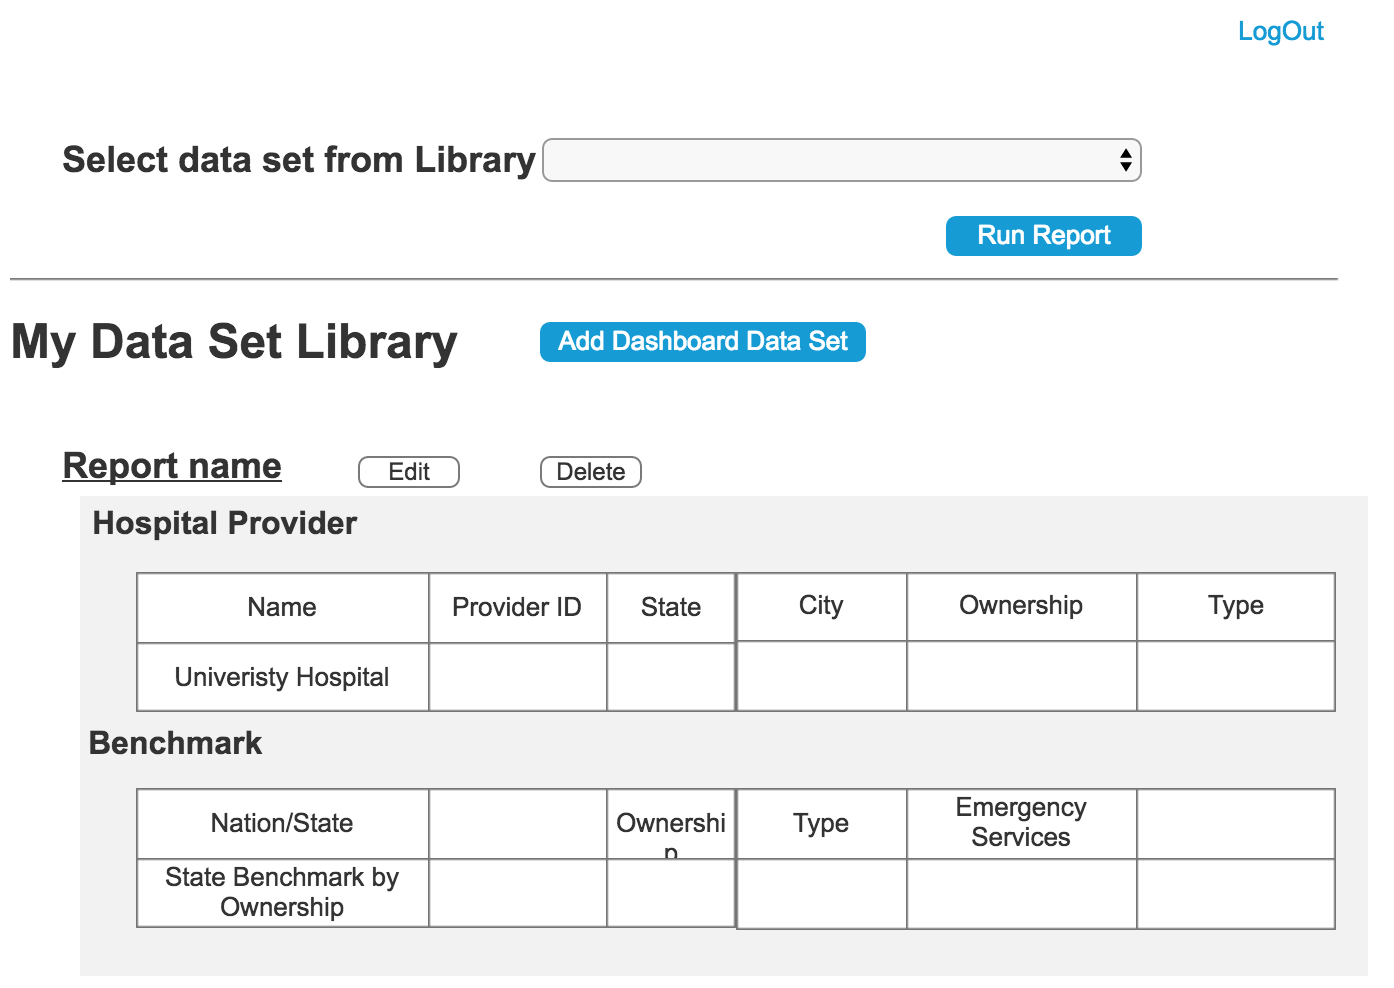 LogOut
Select data set from Library
Run Report
My Data Set Library
Add Dashboard Data Set
Report name
Edit
Delete
Hospital Provider
Name
Provider ID
State
City
Ownership
Type
Univeristy Hospital
Benchmark
Nation/State
Ownershi
p
Type
Emergency
Services
State Benchmark by
Ownership